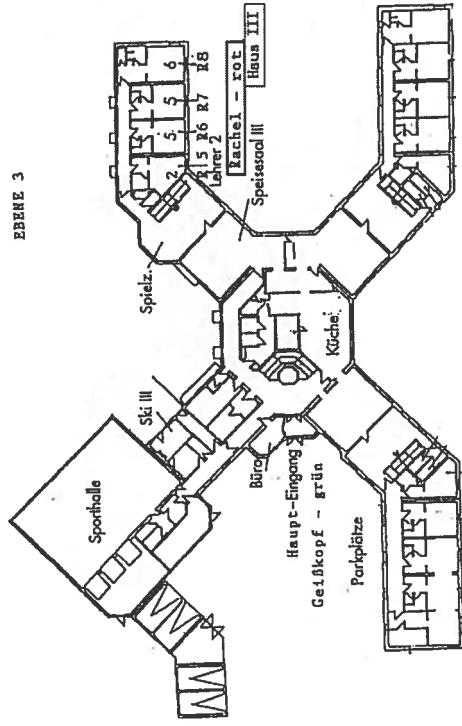 EBENE 3
2 5 5 6
R5 R6 R7 R8
Lehrer 2
Rachel - rot
Haus III
Spielz.
Speisesaal III
Ski III
Sporthalle
Küche
Büro
Haupt-Eingang
Geißkopf - grün
Parkplätze